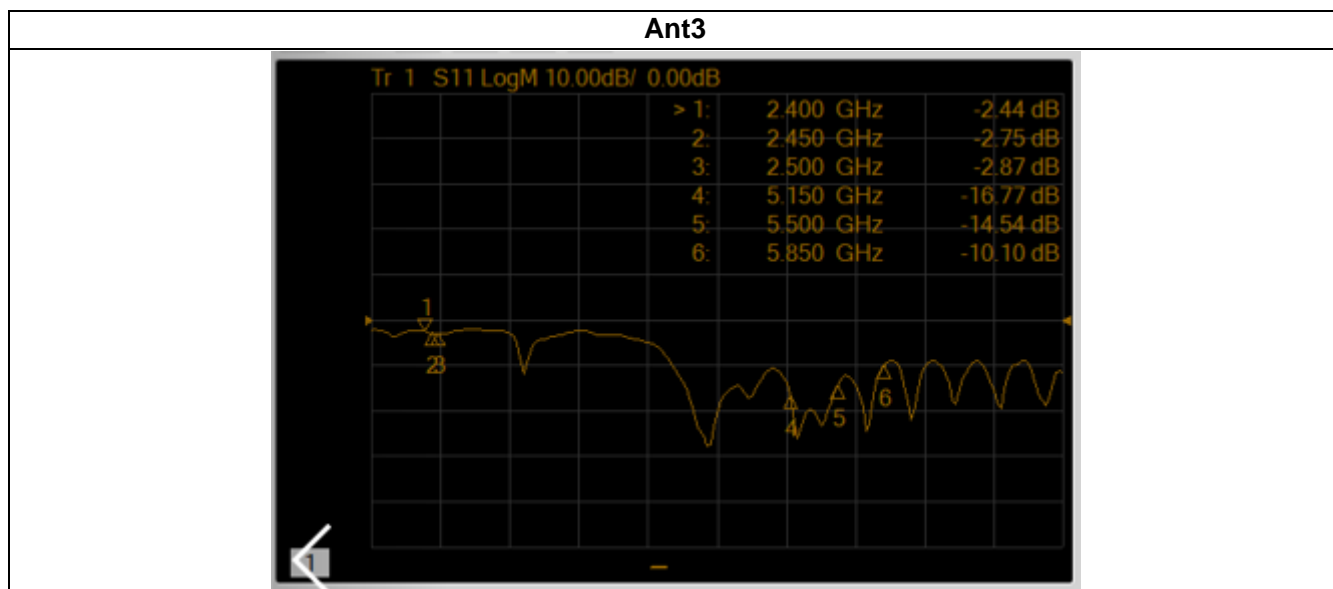 Ant3
Tr 1 S11 LogM 10.00dB/ 0.00dB
> 1: 2.400 GHz -2.44 dB
2: 2.450 GHz -2.75 dB
3: 2.500 GHz -2.87 dB
4: 5.150 GHz -16.77 dB
5: 5.500 GHz -14.54 dB
6: 5.850 GHz -10.10 dB
1
2 3
4 5 6
1